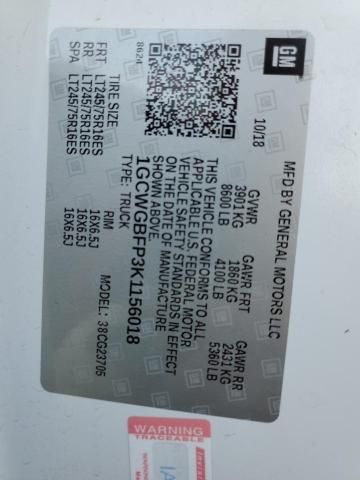 GM
MFD BY GENERAL MOTORS LLC
10/18
GVWR GAWR FRT GAWR RR
3901 KG 1860 KG 2431 KG
8600 LB 4100 LB 5360 LB
THIS VEHICLE CONFORMS TO ALL
APPLICABLE U.S. FEDERAL MOTOR
VEHICLE SAFETY STANDARDS IN EFFECT
ON THE DATE OF MANUFACTURE
SHOWN ABOVE.
1GCWGBFP3K1156018
TYPE: TRUCK MODEL: 38CG23705
8624
TIRE SIZE RIM
FRT LT245/75R16ES 16X6.5J
RR LT245/75R16ES 16X6.5J
SPA LT245/75R16ES 16X6.5J
WARNING
TRACEABLE